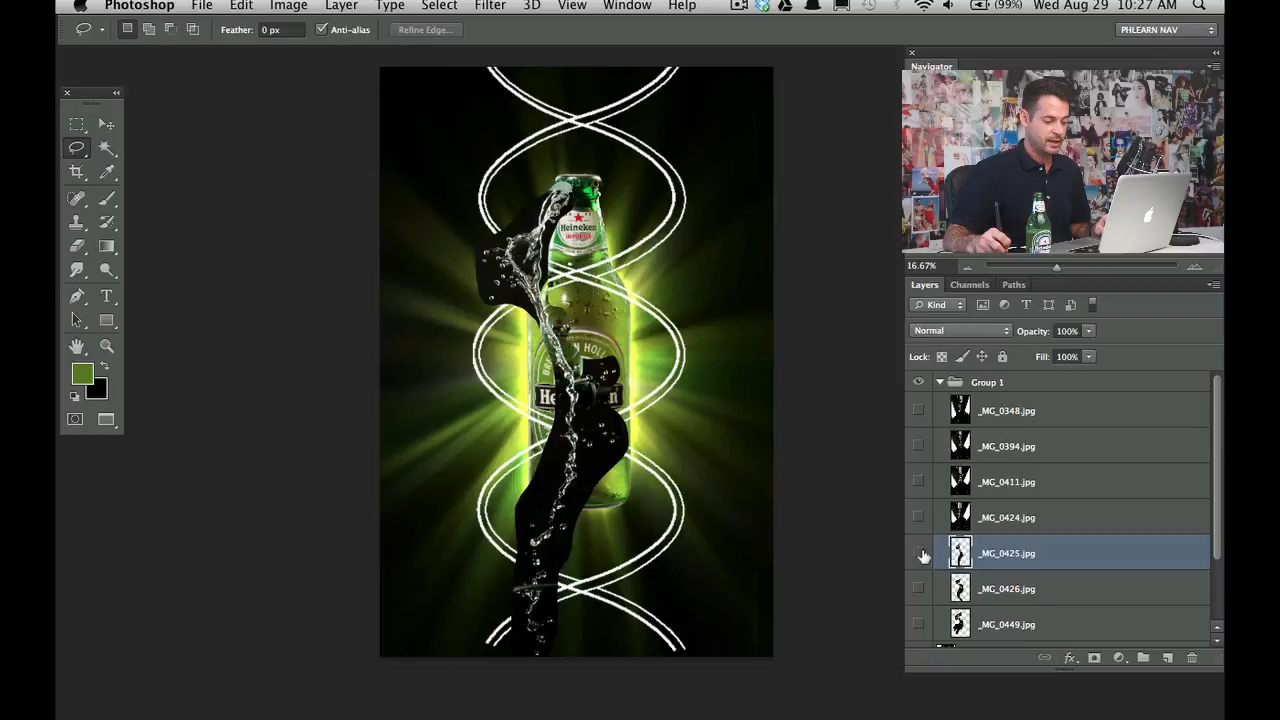 Photoshop File Edit Image Layer Type Select Filter 3D View Window Help (99%) Wed Aug 29 10:27 AM
Feather: 0 px Anti-alias Refine Edge... PHLEARN NAV
Navigator
Heineken
16.67%
Layers Channels Paths
Kind
Normal Opacity: 100%
Lock: Fill: 100%
Group 1
_MG_0348.jpg
_MG_0394.jpg
_MG_0411.jpg
_MG_0424.jpg
_MG_0425.jpg
_MG_0426.jpg
_MG_0449.jpg